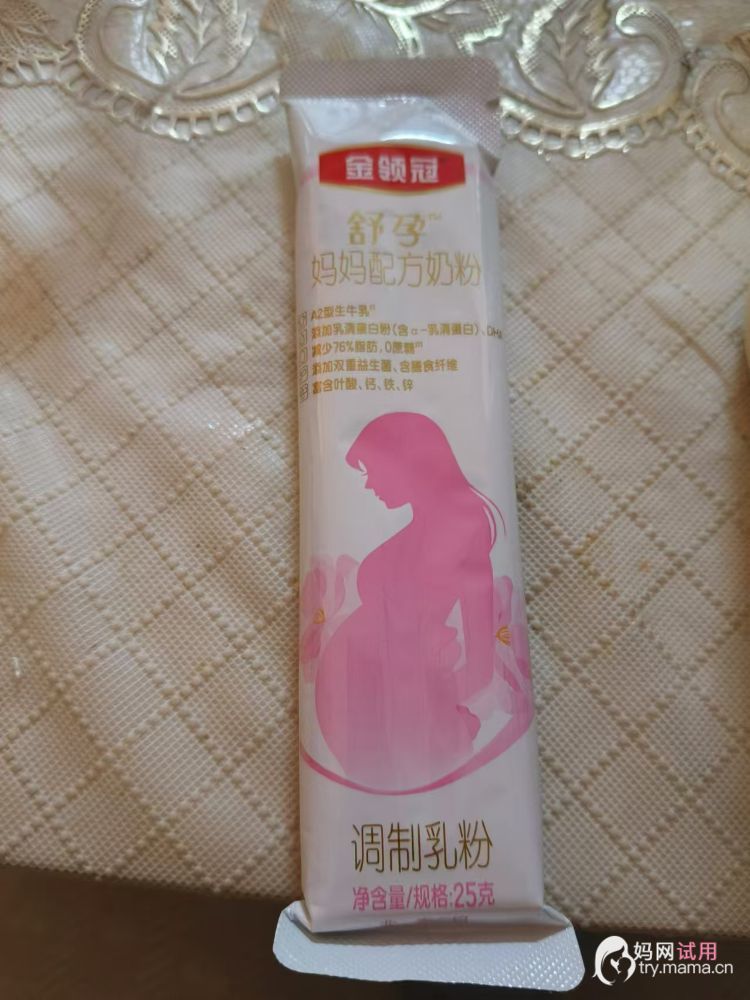 金领冠
舒孕™
妈妈配方奶粉
A2型生牛乳
添加乳清蛋白粉(含α-乳清蛋白)、DHA
减少76%脂肪,0蔗糖
添加双重益生菌、含膳食纤维
富含叶酸、钙、铁、锌
调制乳粉
净含量/规格:25克
妈网试用
try.mama.cn